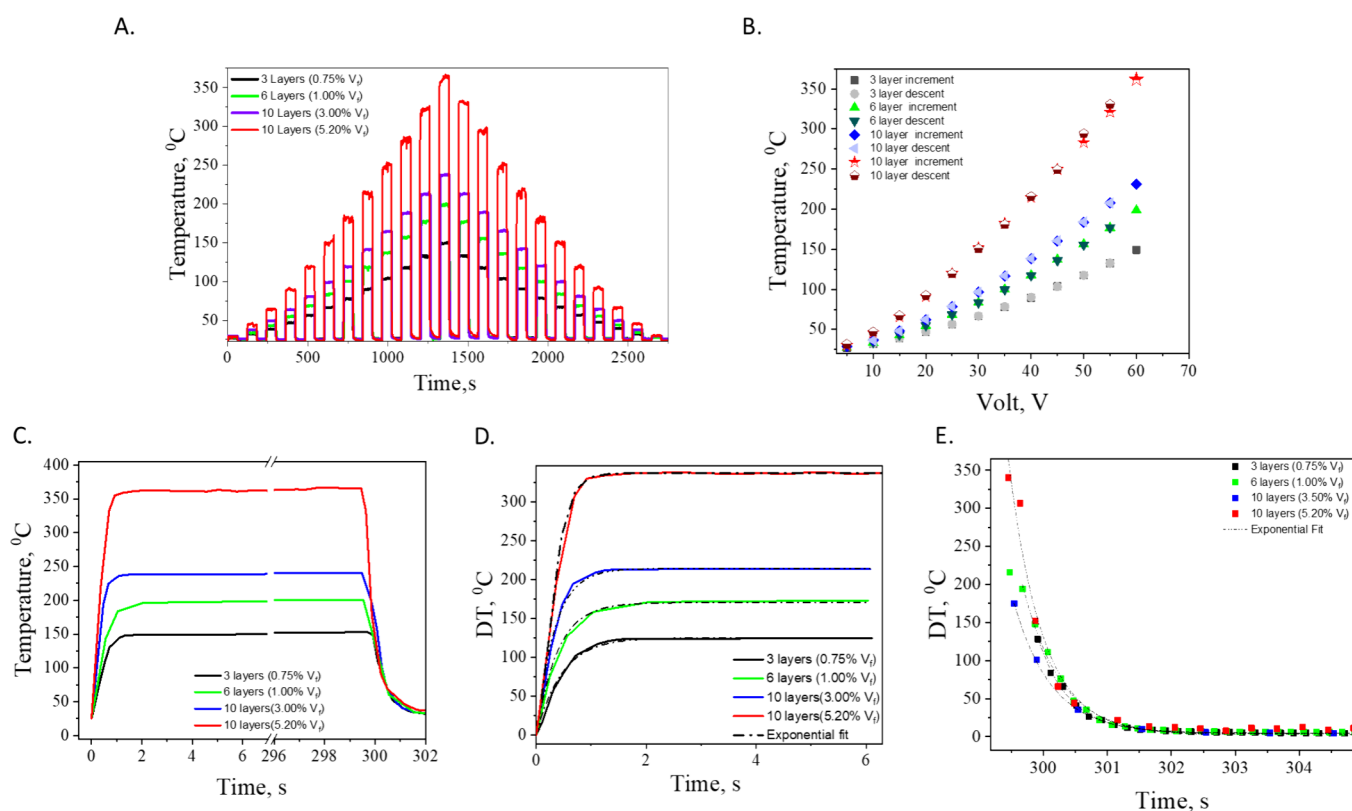 A.
3 Layers (0.75% Vf)
6 Layers (1.00% Vf)
10 Layers (3.00% Vf)
10 Layers (5.20% Vf)
350
300
250
200
150
100
50
Temperature, ⁰C
0 500 1000 1500 2000 2500
Time,s
B.
3 layer increment
3 layer descent
6 layer increment
6 layer descent
10 layer increment
10 layer descent
10 layer increment
10 layer descent
350
300
250
200
150
100
50
Temperature, ⁰C
10 20 30 40 50 60 70
Volt, V
C.
400
350
300
250
200
150
100
50
0
Temperature, ⁰C
3 layers (0.75% Vf)
6 layers (1.00% Vf)
10 layers(3.00% Vf)
10 layers(5.20% Vf)
0 2 4 6 296 298 300 302
Time, s
D.
300
250
200
150
100
50
0
DT, ⁰C
3 layers (0.75% Vf)
6 layers (1.00% Vf)
10 layers(3.00% Vf)
10 layers(5.20% Vf)
Exponential fit
0 2 4 6
Time, s
E.
3 layers (0.75% Vf)
6 layers (1.00% Vf)
10 layers (3.50% Vf)
10 layers (5.20% Vf)
Exponential Fit
350
300
250
200
150
100
50
0
DT, ⁰C
300 301 302 303 304
Time, s